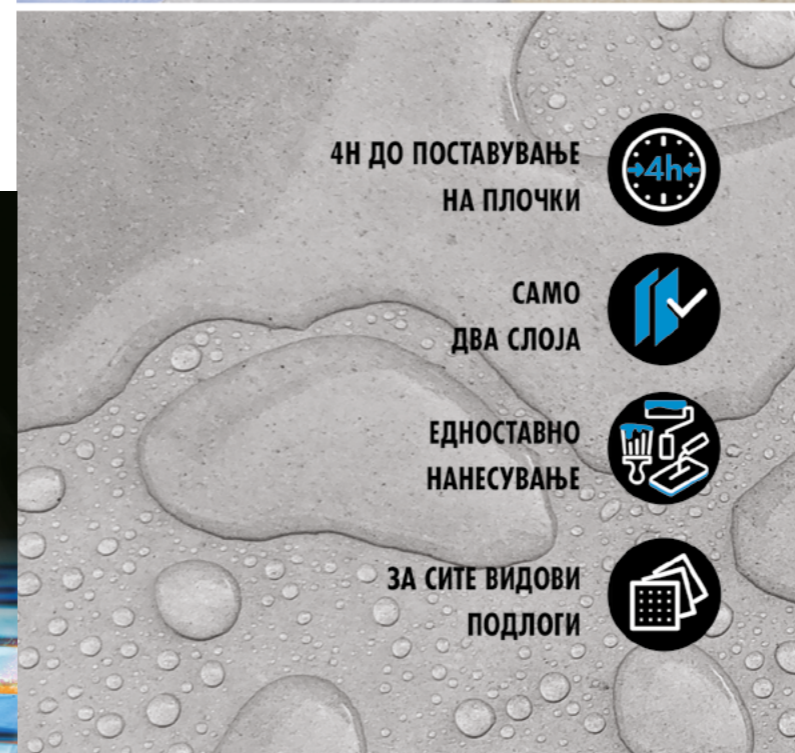 4Н ДО ПОСТАВУВАЊЕ
НА ПЛОЧКИ
4h
САМО
ДВА СЛОЈА
ЕДНОСТАВНО
НАНЕСУВАЊЕ
ЗА СИТЕ ВИДОВИ
ПОДЛОГИ